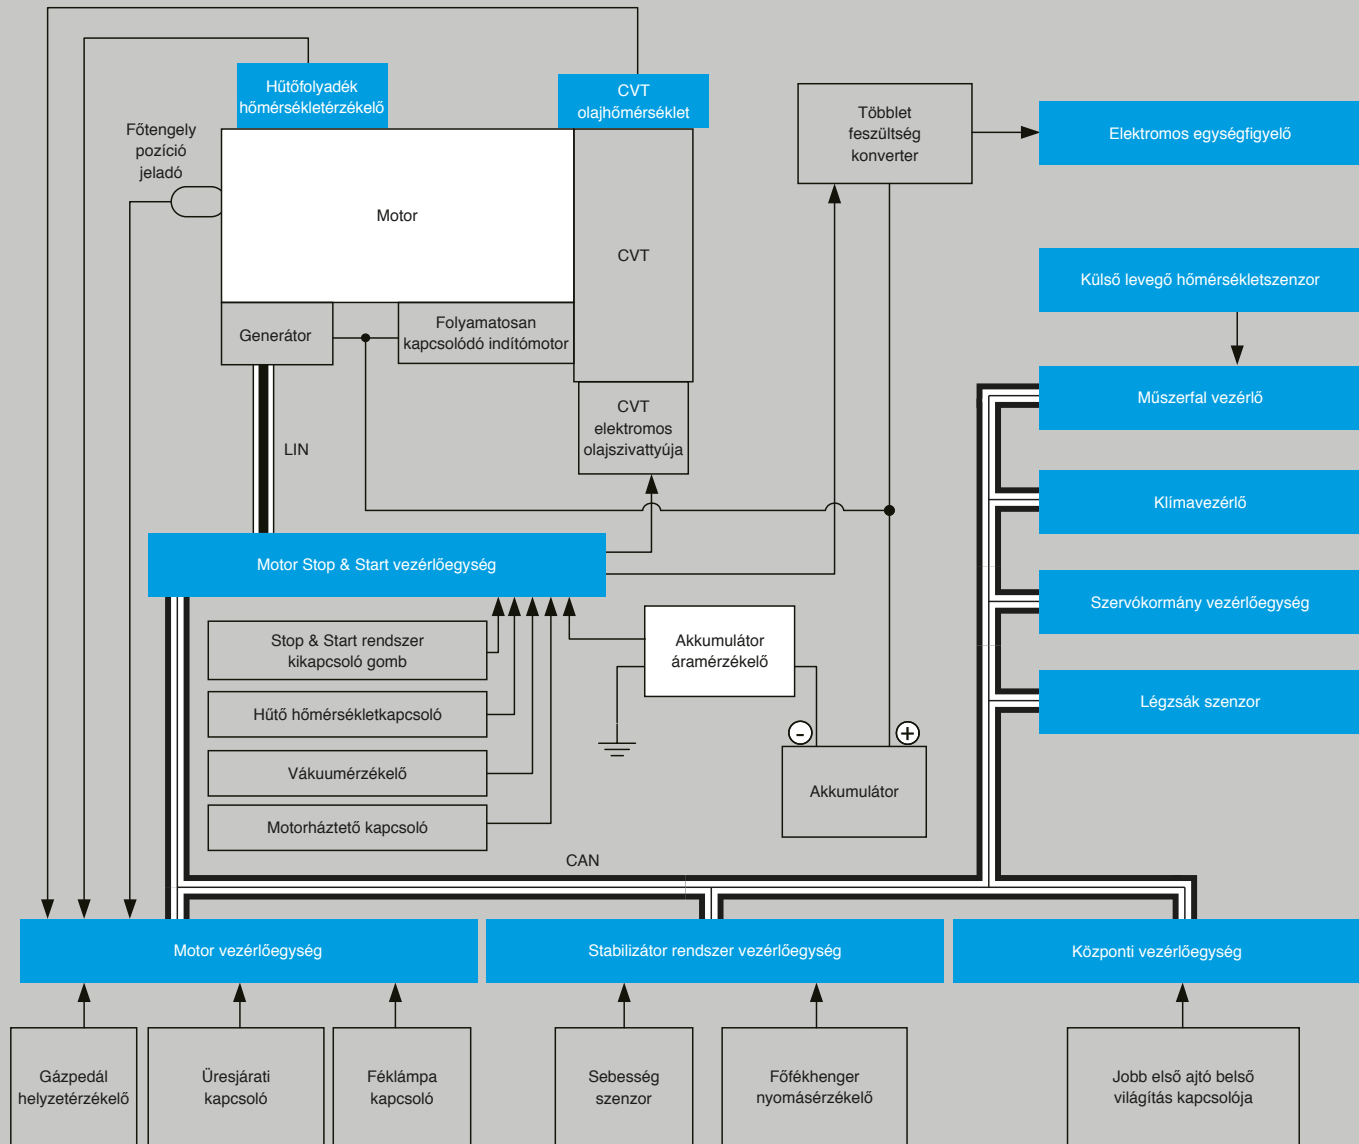 Hűtőfolyadék
hőmérsékletérzékelő
CVT
olajhőmérséklet
Többlet
feszültség
konverter
Elektromos egységfigyelő
Főtengely
pozíció
jeladó
Motor
CVT
Külső levegő hőmérsékletszenzor
Generátor
Folyamatosan
kapcsolódó indítómotor
Műszerfal vezérlő
CVT
elektromos
olajszivattyúja
LIN
Klímavezérlő
Motor Stop & Start vezérlőegység
Szervókormány vezérlőegység
Stop & Start rendszer
kikapcsoló gomb
Akkumulátor
áramérzékelő
Légzsák szenzor
Hűtő hőmérsékletkapcsoló
-
+
Vákuumérzékelő
Akkumulátor
Motorháztető kapcsoló
CAN
Motor vezérlőegység
Stabilizátor rendszer vezérlőegység
Központi vezérlőegység
Gázpedál
helyzetérzékelő
Üresjárati
kapcsoló
Féklámpa
kapcsoló
Sebesség
szenzor
Főfékhenger
nyomásérzékelő
Jobb első ajtó belső
világítás kapcsolója